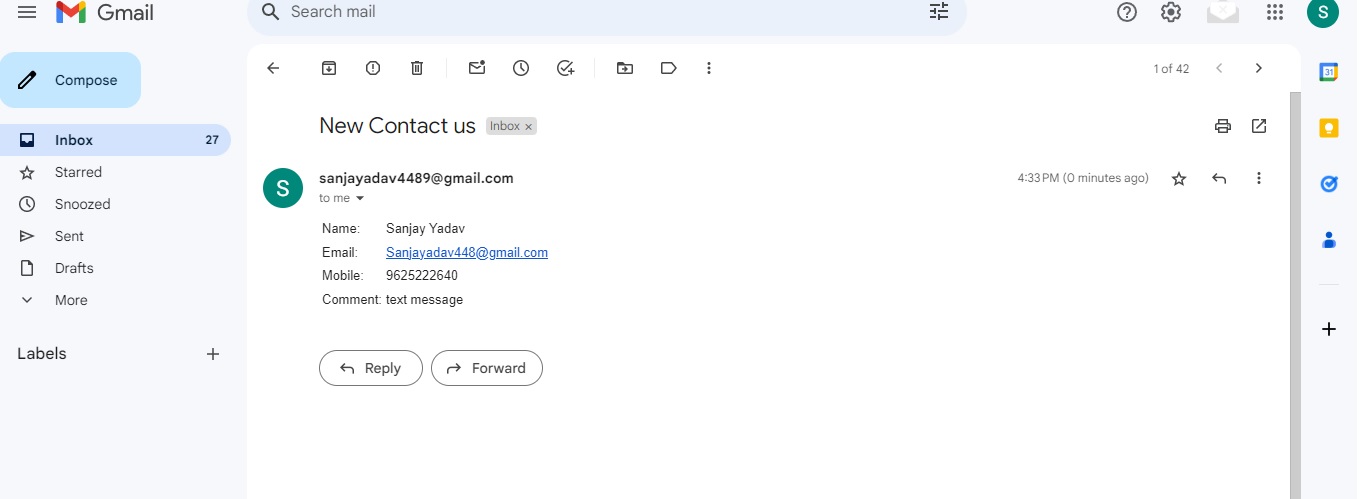 Gmail
Search mail
S
Compose
1 of 42
31
Inbox 27
New Contact us Inbox ×
Starred
S
sanjayadav4489@gmail.com
4:33 PM (0 minutes ago)
to me
Snoozed
Name: Sanjay Yadav
Sent
Email: Sanjayadav448@gmail.com
Drafts
Mobile: 9625222640
More
Comment: text message
Labels
Reply
Forward